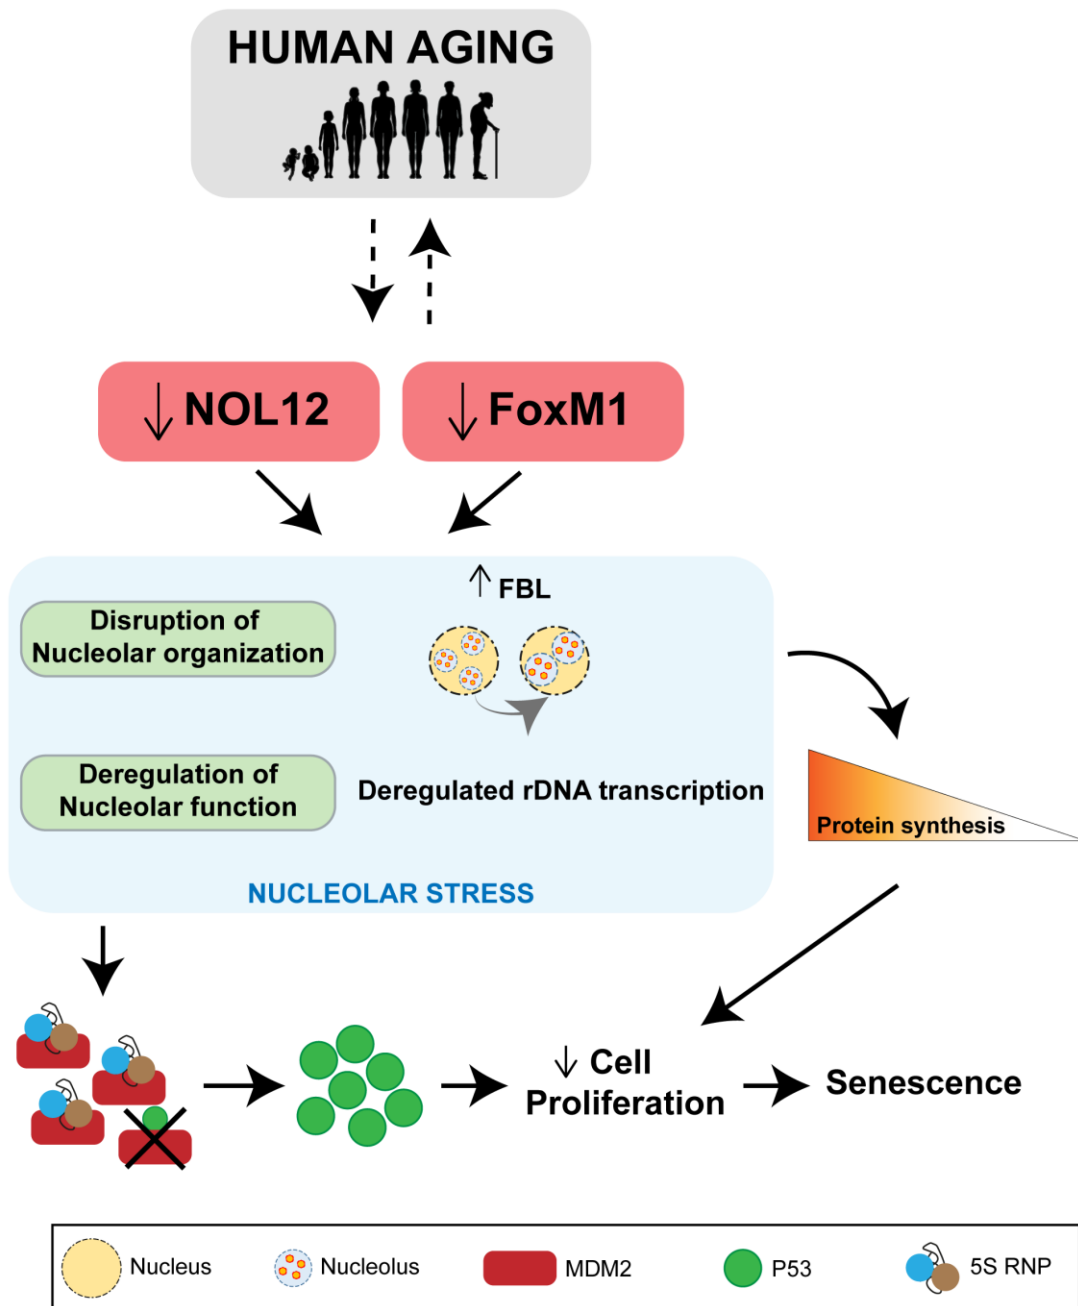 HUMAN AGING
↓ NOL12
↓ FoxM1
↑ FBL
Disruption of
Nucleolar organization
Deregulation of
Nucleolar function
Deregulated rDNA transcription
Protein synthesis
NUCLEOLAR STRESS
↓ Cell
Proliferation
Senescence
Nucleus
Nucleolus
MDM2
P53
5S RNP